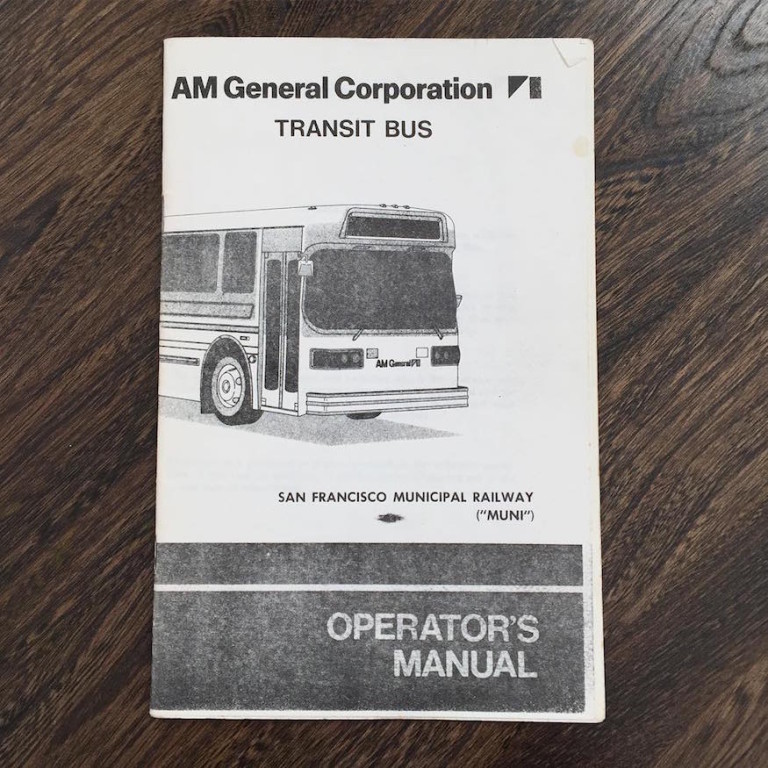 AM General Corporation
TRANSIT BUS
AM General
SAN FRANCISCO MUNICIPAL RAILWAY
("MUNI")
OPERATOR'S
MANUAL